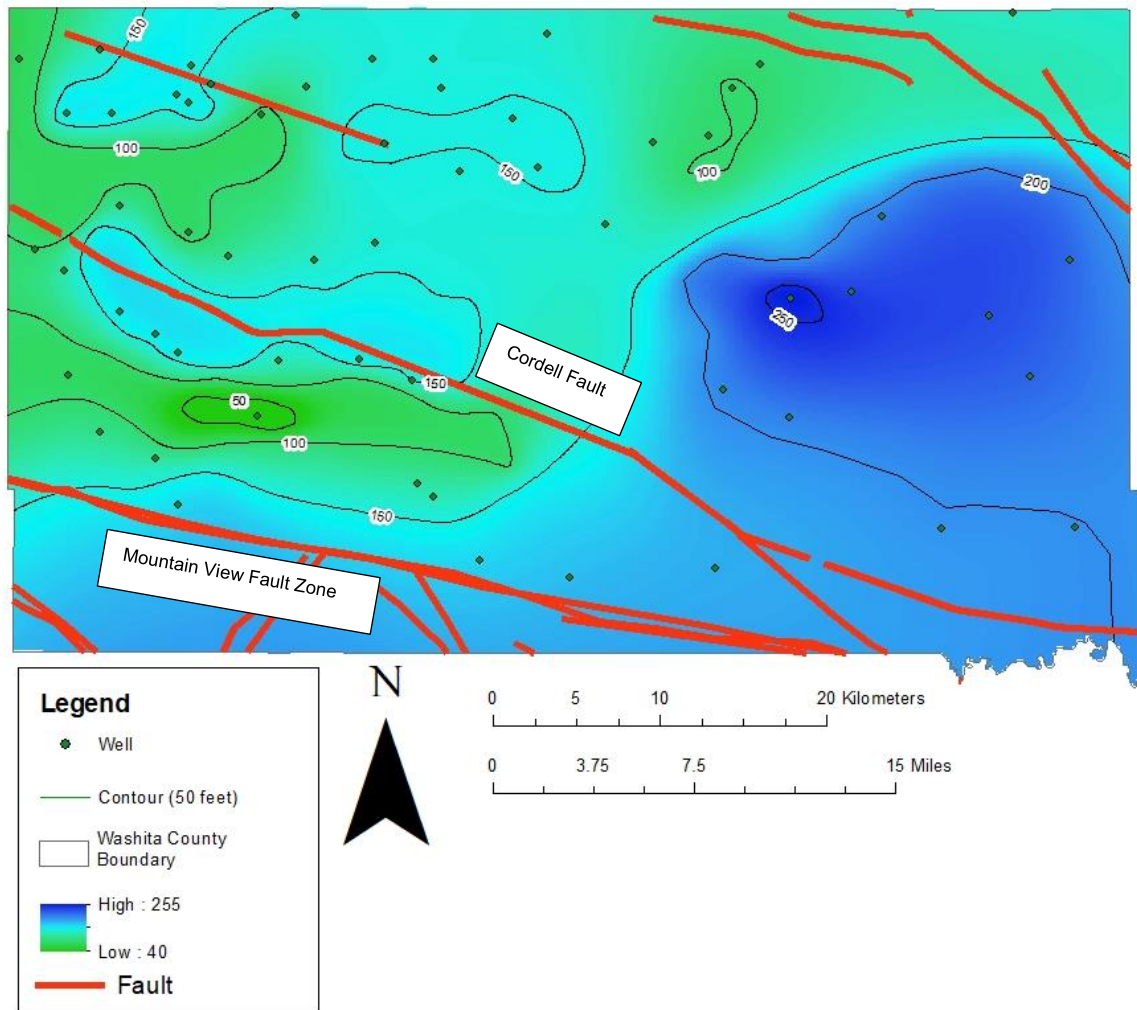 150
100
150
100
200
250
Cordell Fault
150
50
100
150
Mountain View Fault Zone
Legend
Well
Contour (50 feet)
Washita County
Boundary
High : 255
Low : 40
Fault
N
0 5 10 20 Kilometers
0 3.75 7.5 15 Miles